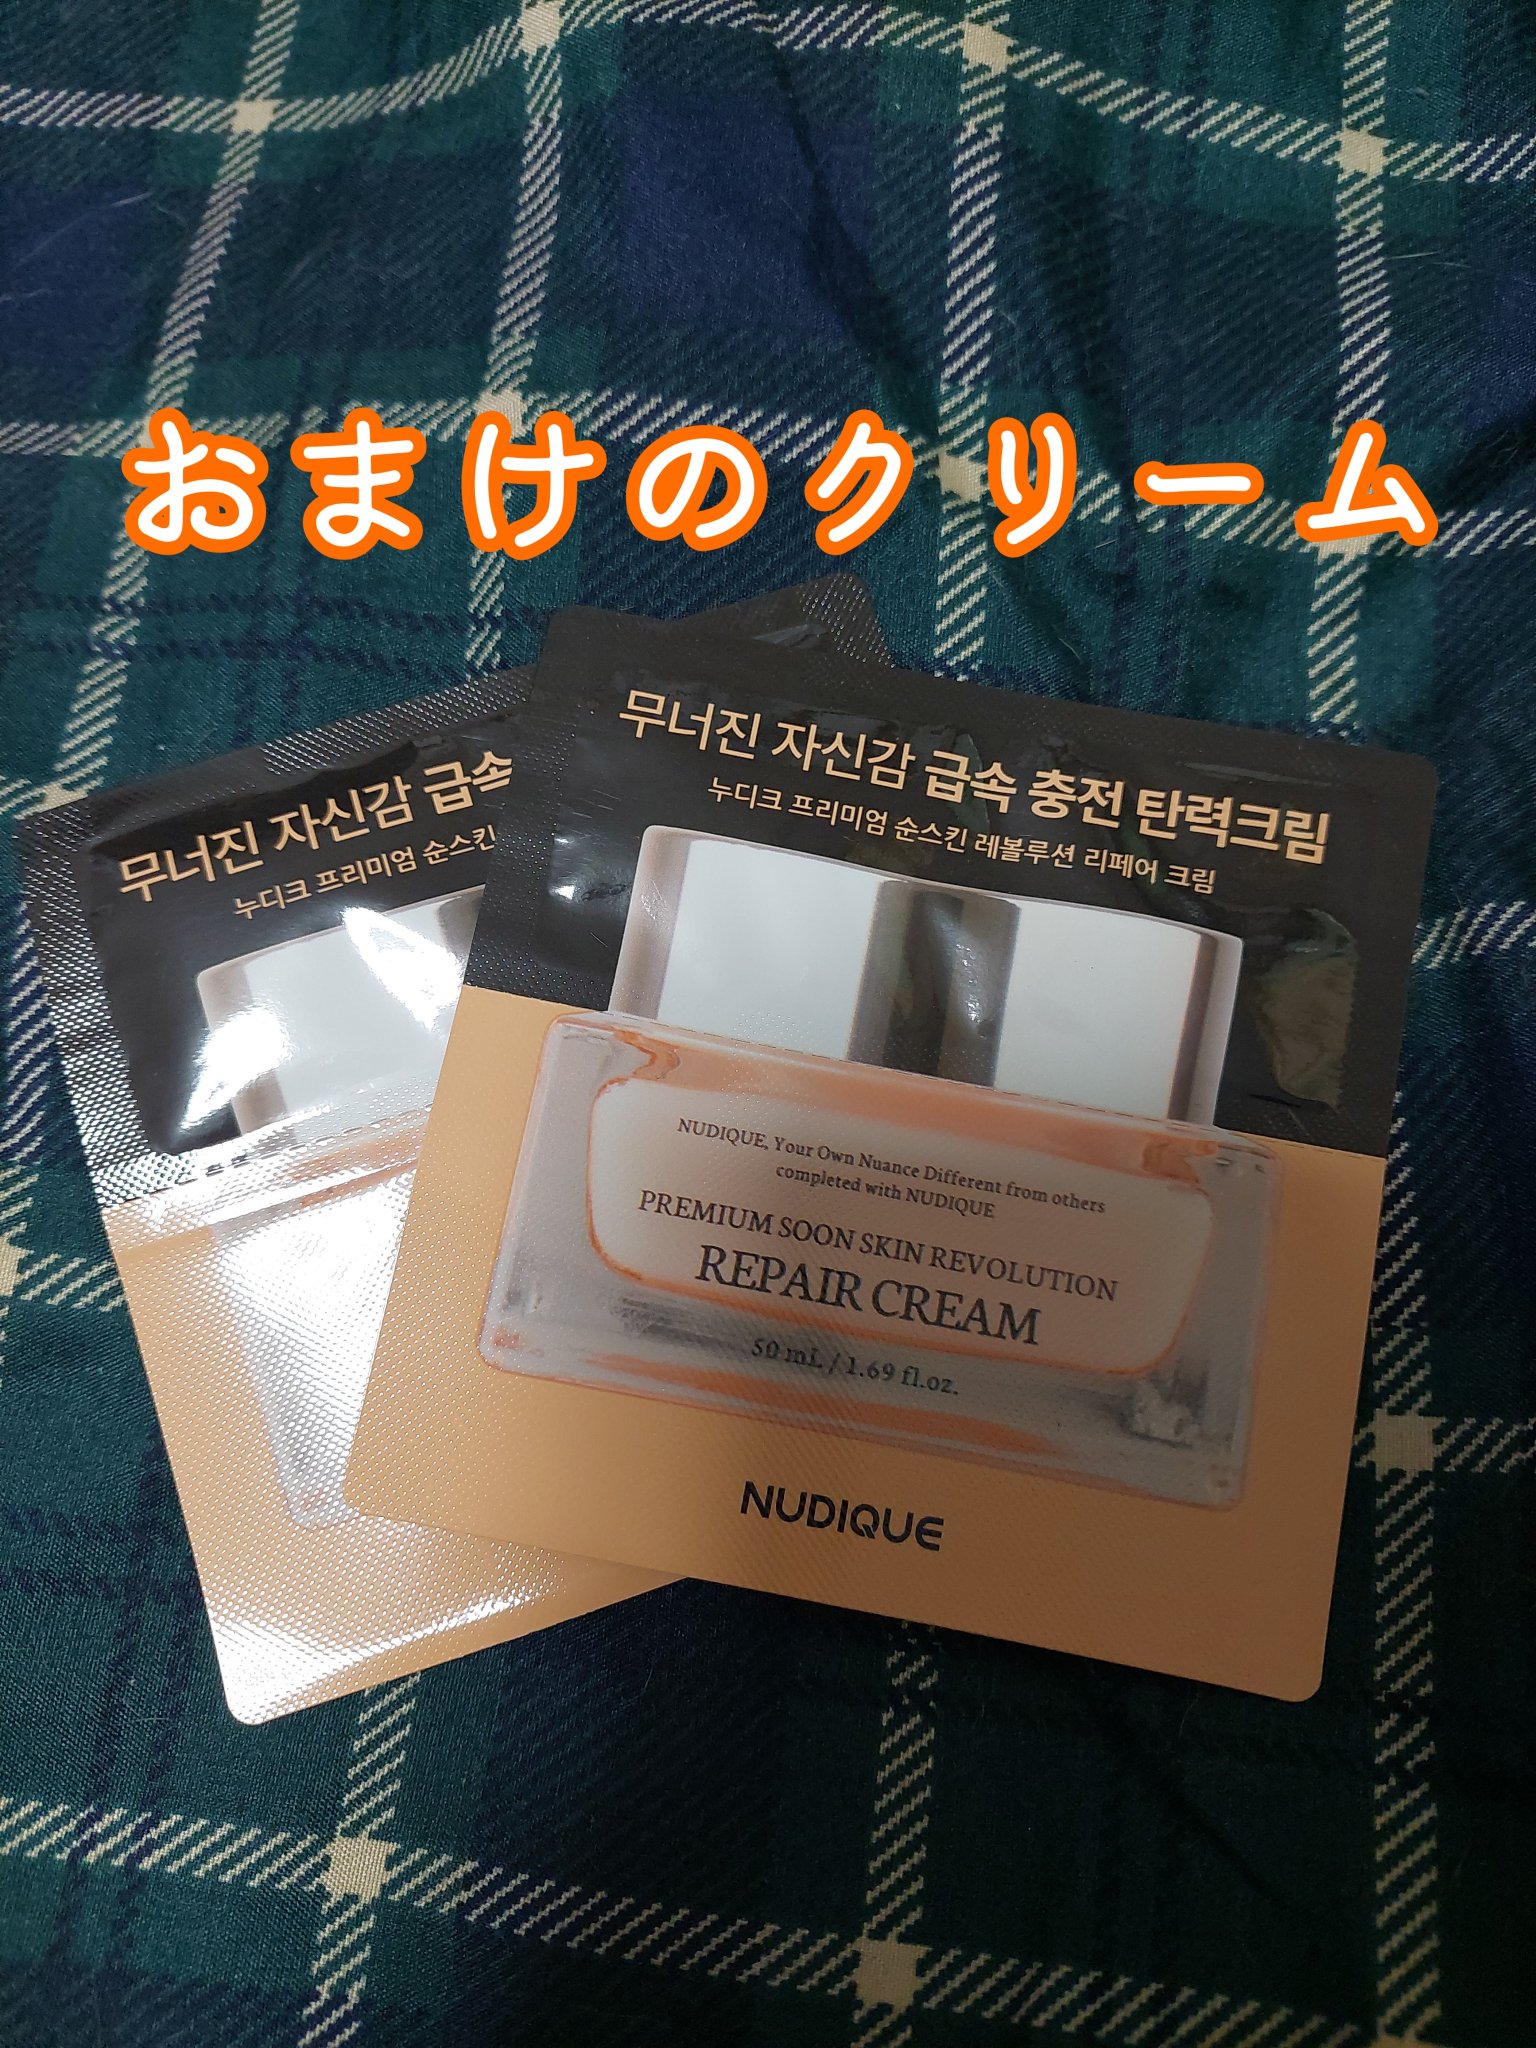 おまけのクリーム
무너진 자신감 급속
누디크 프리미엄 순스킨
무너진 자신감 급속 충전 탄력크림
누디크 프리미엄 순스킨 레볼루션 리페어 크림
NUDIQUE, Your Own Nuance Different from others
completed with NUDIQUE
PREMIUM SOON SKIN REVOLUTION
REPAIR CREAM
50 mL / 1.69 fl.oz.
NUDIQUE